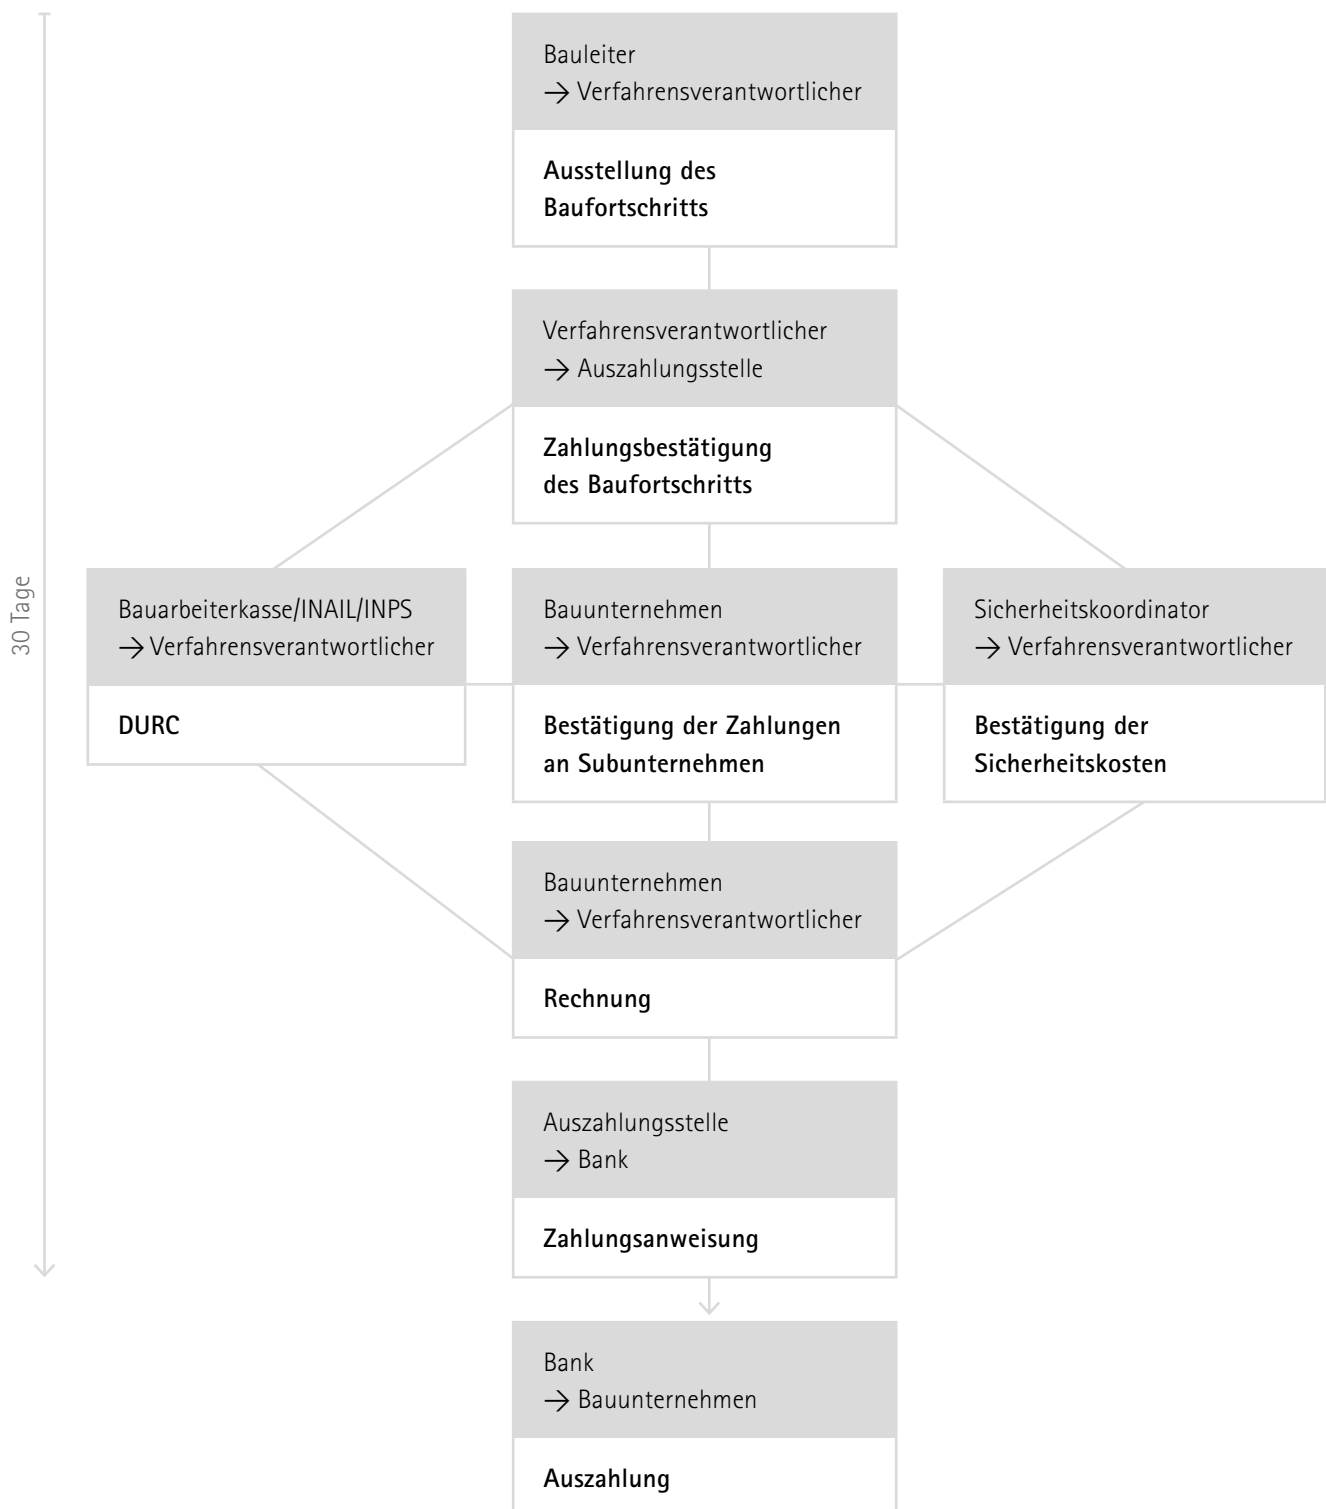 Bauleiter
→ Verfahrensverantwortlicher
Ausstellung des
Baufortschritts
Verfahrensverantwortlicher
→ Auszahlungsstelle
Zahlungsbestätigung
des Baufortschritts
30 Tage
Bauarbeiterkasse/INAIL/INPS
→ Verfahrensverantwortlicher
DURC
Bauunternehmen
→ Verfahrensverantwortlicher
Bestätigung der Zahlungen
an Subunternehmen
Sicherheitskoordinator
→ Verfahrensverantwortlicher
Bestätigung der
Sicherheitskosten
Bauunternehmen
→ Verfahrensverantwortlicher
Rechnung
Auszahlungsstelle
→ Bank
Zahlungsanweisung
Bank
→ Bauunternehmen
Auszahlung